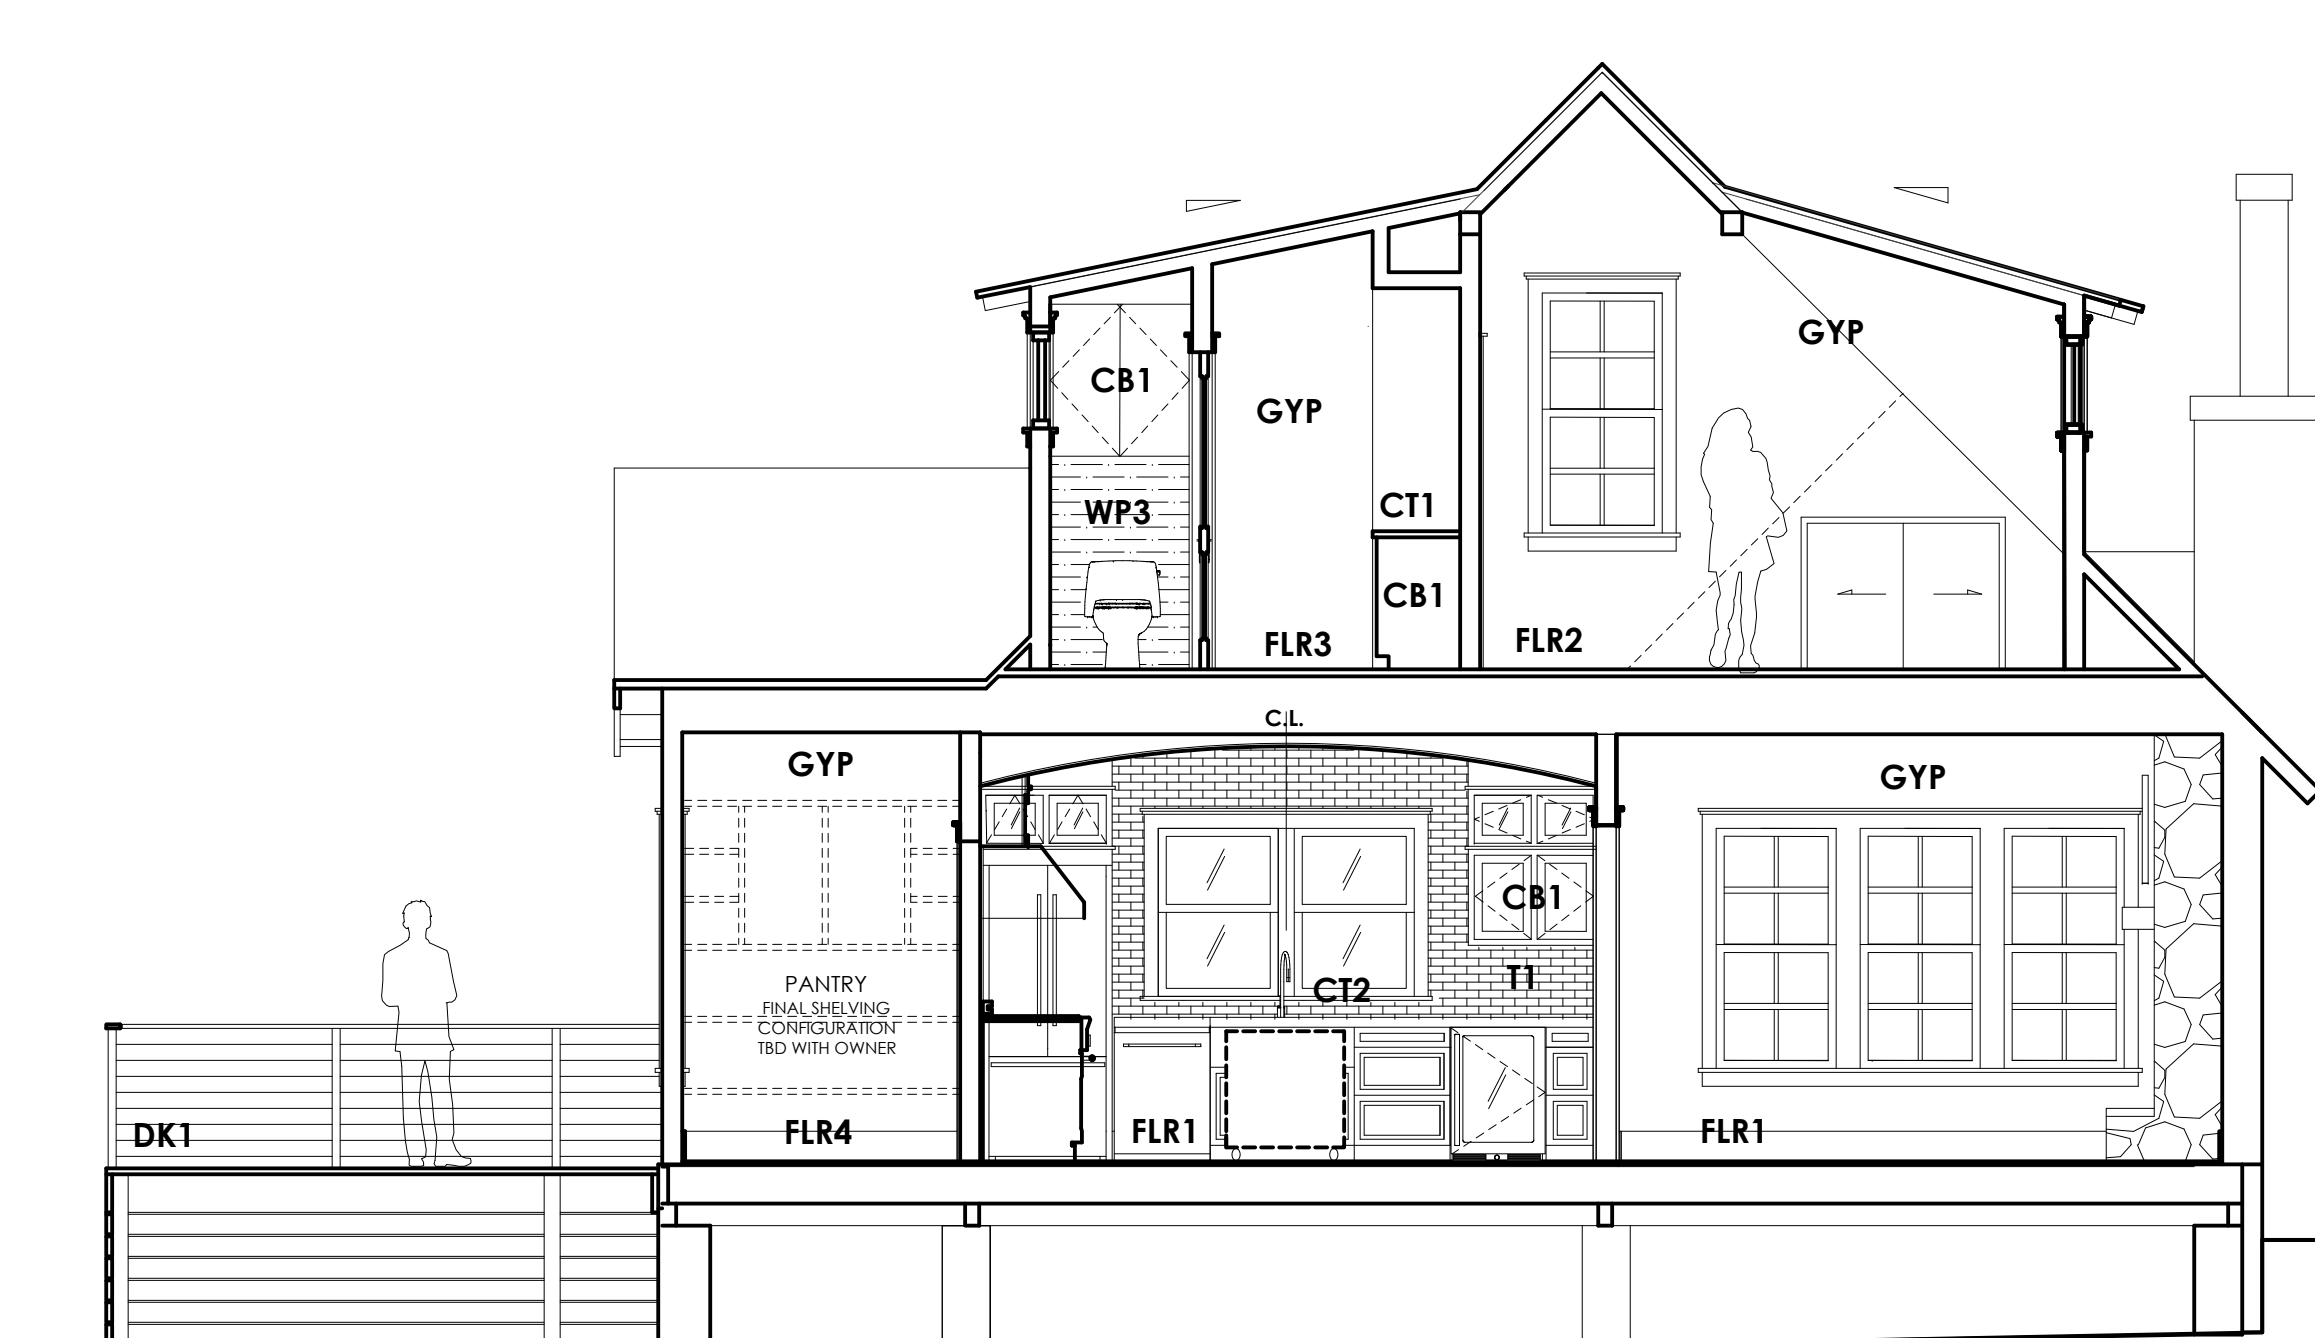 GYP
CB1
GYP
CT1
WP3
CB1
FLR3
FLR2
C.L.
GYP
GYP
CB1
T1
CT2
PANTRY
FINAL SHELVING
CONFIGURATION
TBD WITH OWNER
DK1
FLR4
FLR1
FLR1